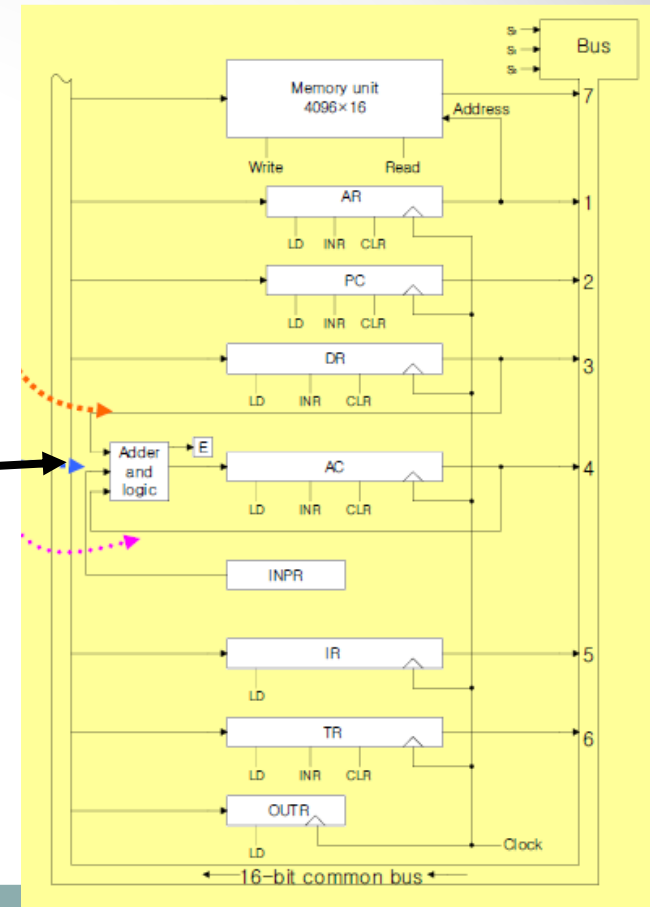 S
S
S
Bus
Memory unit
4096×16
7
Address
Write
Read
AR
1
LD
INR
CLR
PC
2
LD
INR
CLR
DR
3
LD
INR
CLR
Adder
and
logic
E
AC
4
LD
INR
CLR
INPR
IR
5
LD
TR
6
LD
INR
CLR
OUTR
LD
Clock
16-bit common bus